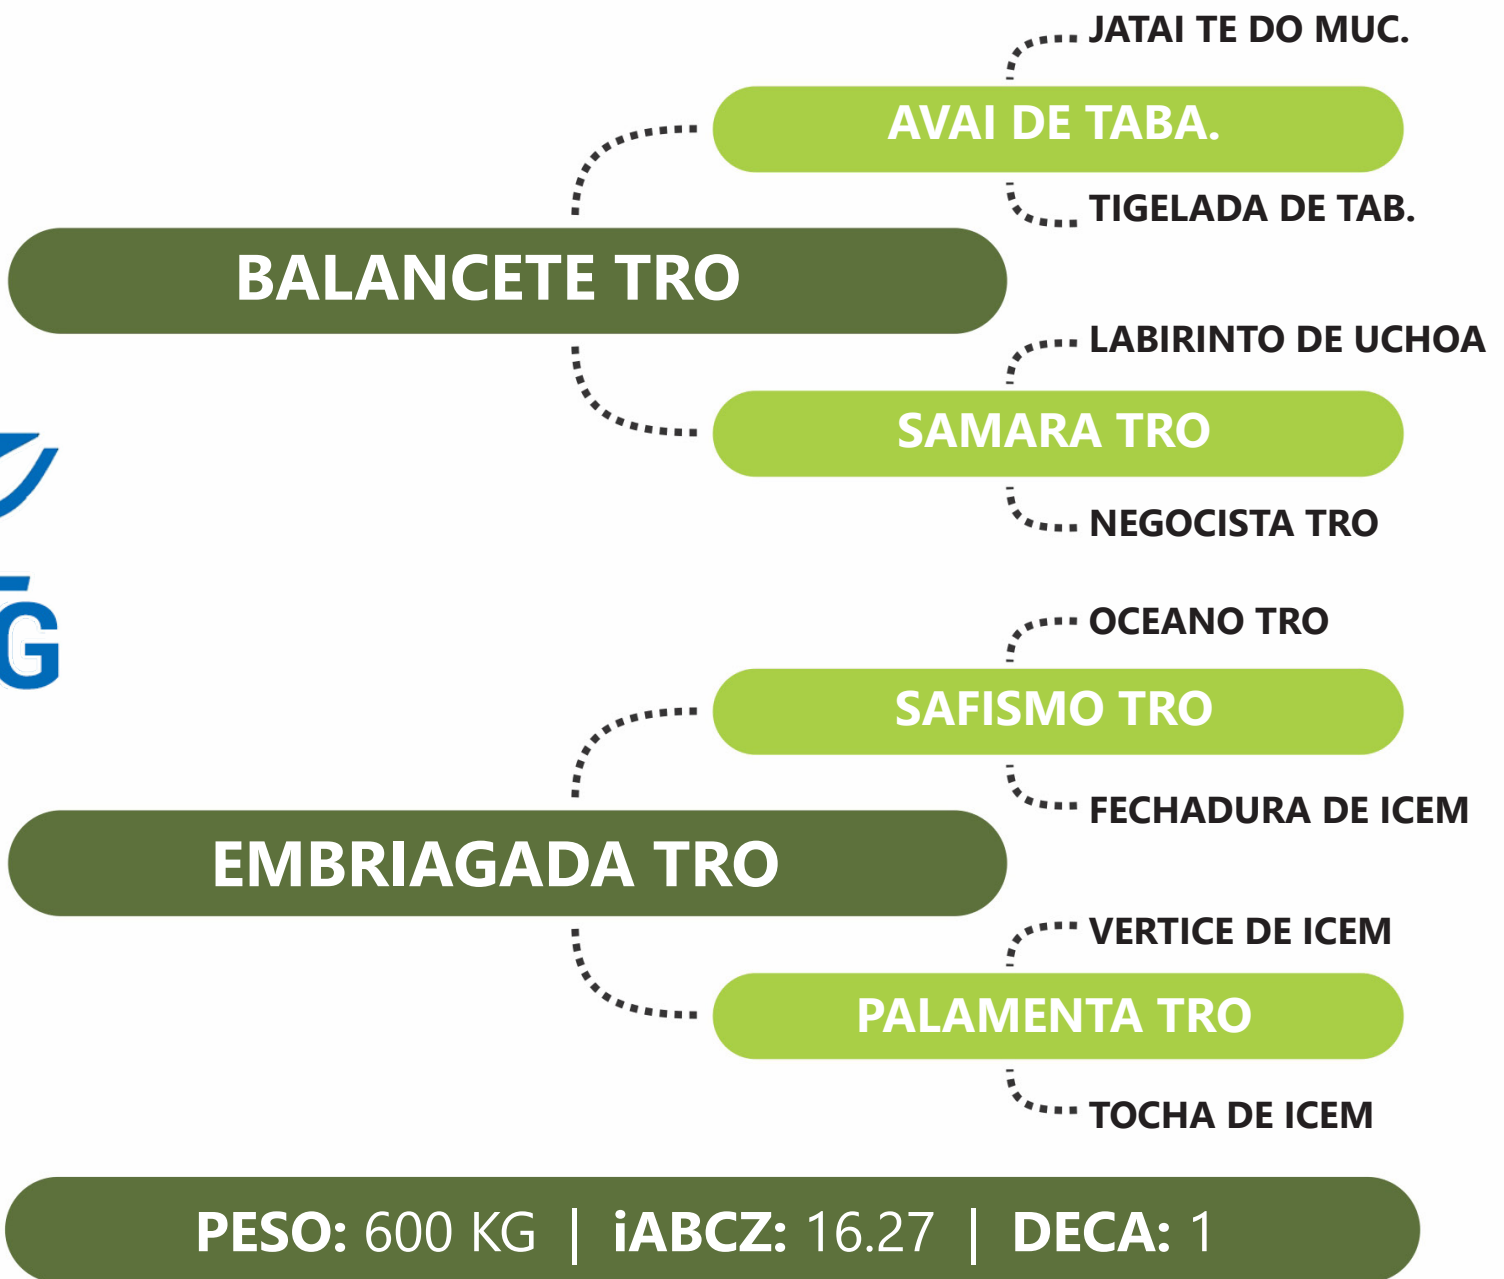 JATAI TE DO MUC.
AVAI DE TABA.
TIGELADA DE TAB.
BALANCETE TRO
LABIRINTO DE UCHOA
SAMARA TRO
NEGOCISTA TRO
G
OCEANO TRO
SAFISMO TRO
FECHADURA DE ICEM
EMBRIAGADA TRO
VERTICE DE ICEM
PALAMENTA TRO
TOCHA DE ICEM
PESO: 600 KG | iABCZ: 16.27 | DECA: 1